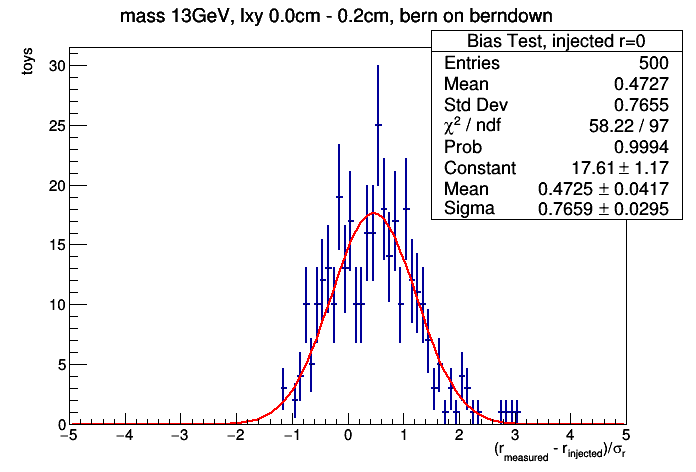 mass 13GeV, lxy 0.0cm - 0.2cm, bern on berndown
Bias Test, injected r=0
Entries 500
Mean 0.4727
Std Dev 0.7655
χ² / ndf 58.22 / 97
Prob 0.9994
Constant 17.61 ± 1.17
Mean 0.4725 ± 0.0417
Sigma 0.7659 ± 0.0295
toys
30
25
20
15
10
5
0
−5 −4 −3 −2 −1 0 1 2 3 4 5
(r_measured - r_injected)/σ_r